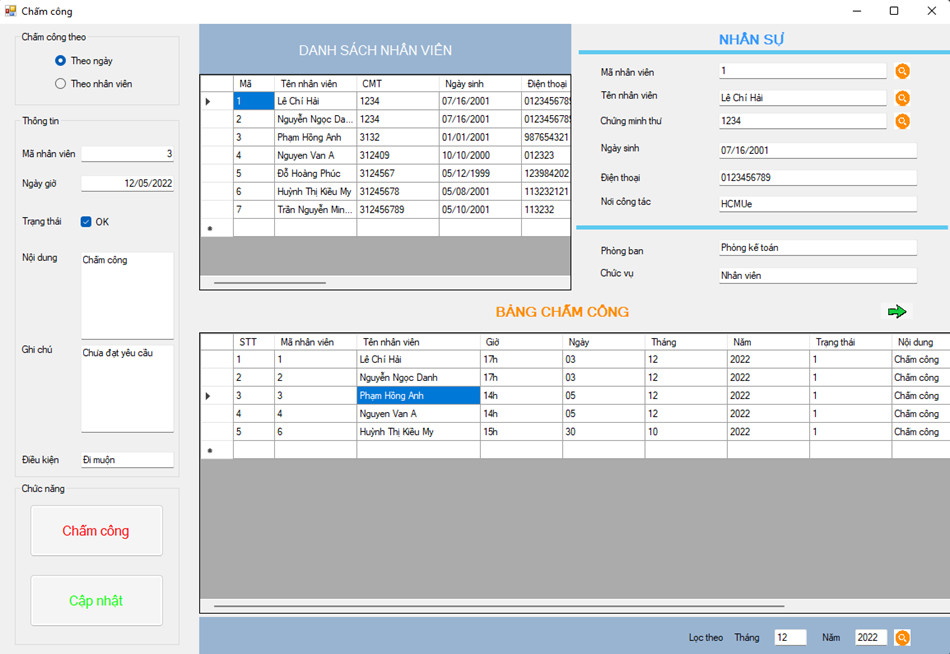 Chấm công
Chấm công theo
Theo ngày
Theo nhân viên
Thông tin
Mã nhân viên 3
Ngày giờ 12/05/2022
Trạng thái OK
Nội dung Chấm công
Ghi chú Chưa đạt yêu cầu
Điều kiện Đi muộn
Chức năng
Chấm công
Cập nhật
DANH SÁCH NHÂN VIÊN
Mã Tên nhân viên CMT Ngày sinh Điện thoại
1 Lê Chí Hải 1234 07/16/2001 0123456789
2 Nguyễn Ngọc Da... 1234 07/16/2001 012345678
3 Phạm Hồng Anh 3132 01/01/2001 987654321
4 Nguyen Van A 312409 10/10/2000 012323
5 Đỗ Hoàng Phúc 3124567 05/12/1999 123984202
6 Huỳnh Thị Kiều My 31245678 05/08/2001 113232121
7 Trần Nguyễn Min... 312456789 05/10/2001 113232
NHÂN SỰ
Mã nhân viên 1
Tên nhân viên Lê Chí Hải
Chứng minh thư 1234
Ngày sinh 07/16/2001
Điện thoại 0123456789
Nơi công tác HCMUe
Phòng ban Phòng kế toán
Chức vụ Nhân viên
BẢNG CHẤM CÔNG
STT Mã nhân viên Tên nhân viên Giờ Ngày Tháng Năm Trạng thái Nội dung
1 1 Lê Chí Hải 17h 03 12 2022 1 Chấm công
2 2 Nguyễn Ngọc Danh 17h 03 12 2022 1 Chấm công
3 3 Phạm Hồng Anh 14h 05 12 2022 1 Chấm công
4 4 Nguyen Van A 14h 05 12 2022 1 Chấm công
5 6 Huỳnh Thị Kiều My 15h 30 10 2022 1 Chấm công
Lọc theo Tháng 12 Năm 2022